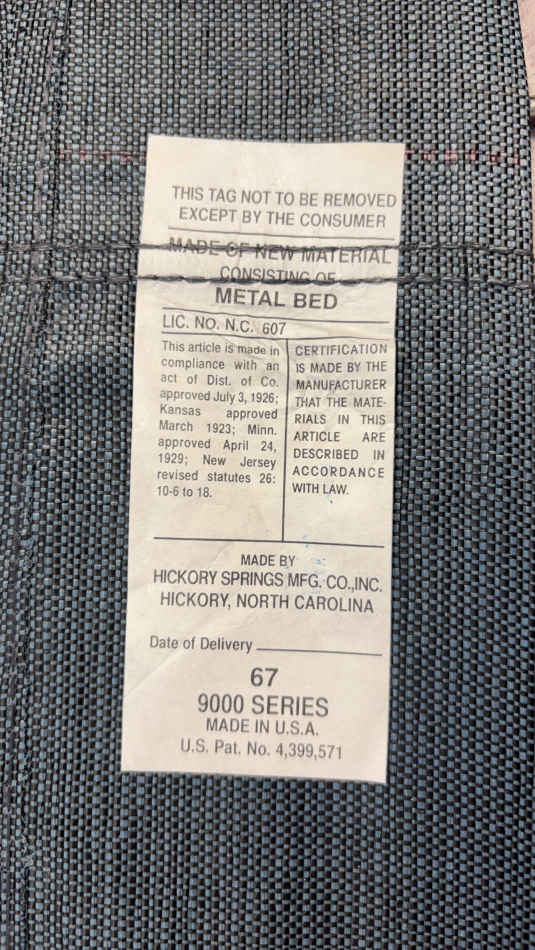 THIS TAG NOT TO BE REMOVED
EXCEPT BY THE CONSUMER
MADE OF NEW MATERIAL
CONSISTING OF
METAL BED
LIC. NO. N.C. 607
This article is made in
compliance with an
act of Dist. of Co.
approved July 3, 1926;
Kansas approved
March 1923; Minn.
approved April 24,
1929; New Jersey
revised statutes 26:
10-6 to 18.
CERTIFICATION
IS MADE BY THE
MANUFACTURER
THAT THE MATE-
RIALS IN THIS
ARTICLE ARE
DESCRIBED IN
ACCORDANCE
WITH LAW.
MADE BY
HICKORY SPRINGS MFG. CO.,INC.
HICKORY, NORTH CAROLINA
Date of Delivery
67
9000 SERIES
MADE IN U.S.A.
U.S. Pat. No. 4,399,571